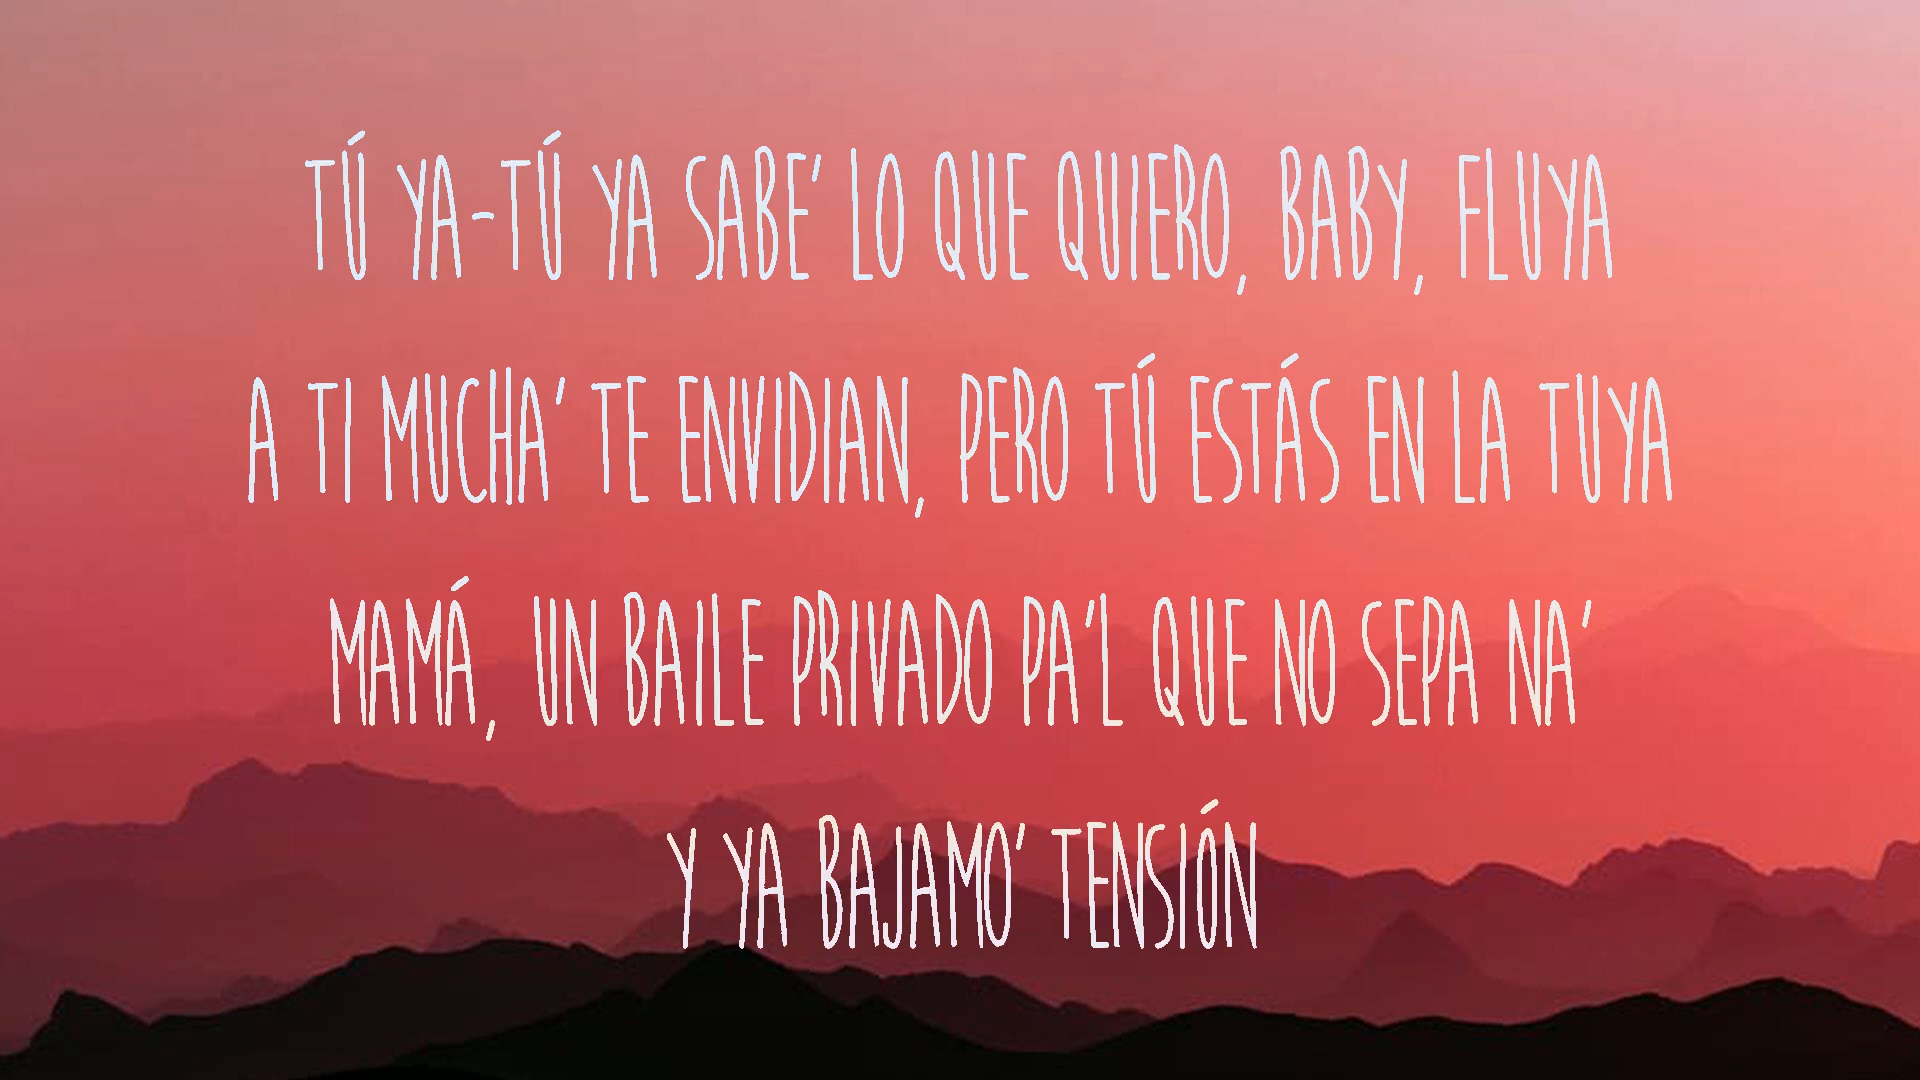 TÚ YA-TÚ YA SABE' LO QUE QUIERO, BABY, FLUYA
A TI MUCHA' TE ENVIDIAN, PERO TÚ ESTÁS EN LA TUYA
MAMÁ, UN BAILE PRIVADO PA'L QUE NO SEPA NA'
Y YA BAJAMO' TENSIÓN